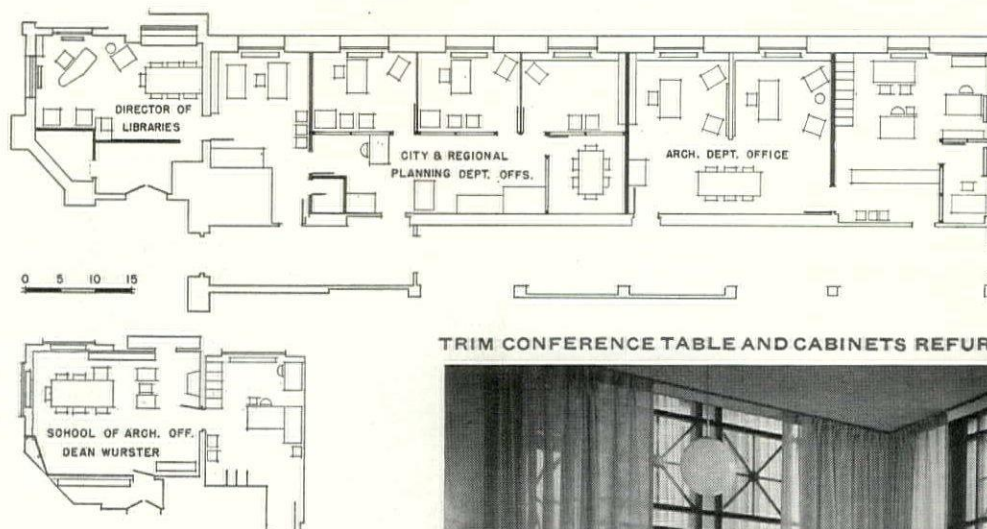 DIRECTOR OF
LIBRARIES
CITY & REGIONAL
PLANNING DEPT. OFFS.
ARCH. DEPT. OFFICE
0 5 10 15
TRIM CONFERENCE TABLE AND CABINETS REFUR
SCHOOL OF ARCH. OFF.
DEAN WURSTER